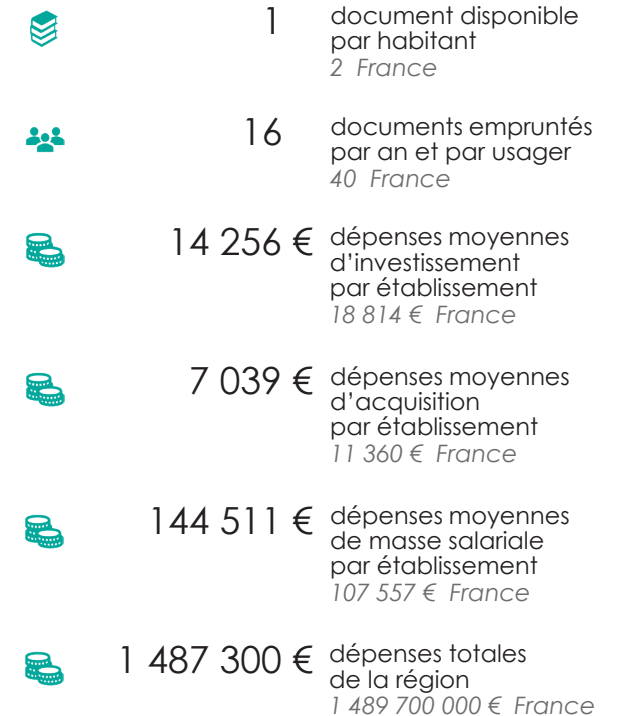 1 document disponible
par habitant
2 France
16 documents empruntés
par an et par usager
40 France
14 256 € dépenses moyennes
d’investissement
par établissement
18 814 € France
7 039 € dépenses moyennes
d’acquisition
par établissement
11 360 € France
144 511 € dépenses moyennes
de masse salariale
par établissement
107 557 € France
1 487 300 € dépenses totales
de la région
1 489 700 000 € France